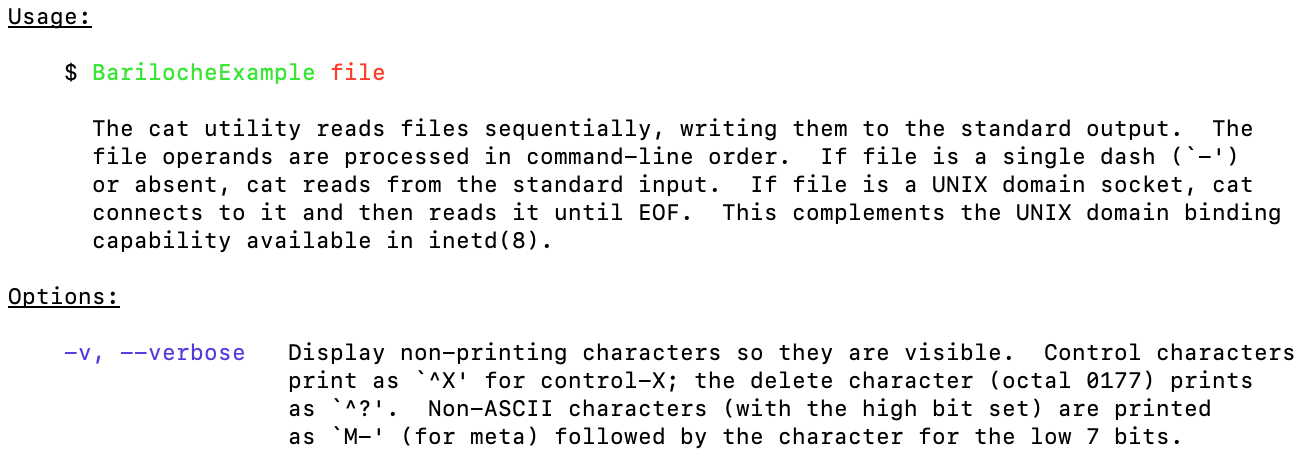 Usage:
$ BarilocheExample file
The cat utility reads files sequentially, writing them to the standard output.  The
file operands are processed in command-line order.  If file is a single dash (`-')
or absent, cat reads from the standard input.  If file is a UNIX domain socket, cat
connects to it and then reads it until EOF.  This complements the UNIX domain binding
capability available in inetd(8).
Options:
-v, --verbose   Display non-printing characters so they are visible.  Control characters
print as `^X' for control-X; the delete character (octal 0177) prints
as `^?'.  Non-ASCII characters (with the high bit set) are printed
as `M-' (for meta) followed by the character for the low 7 bits.